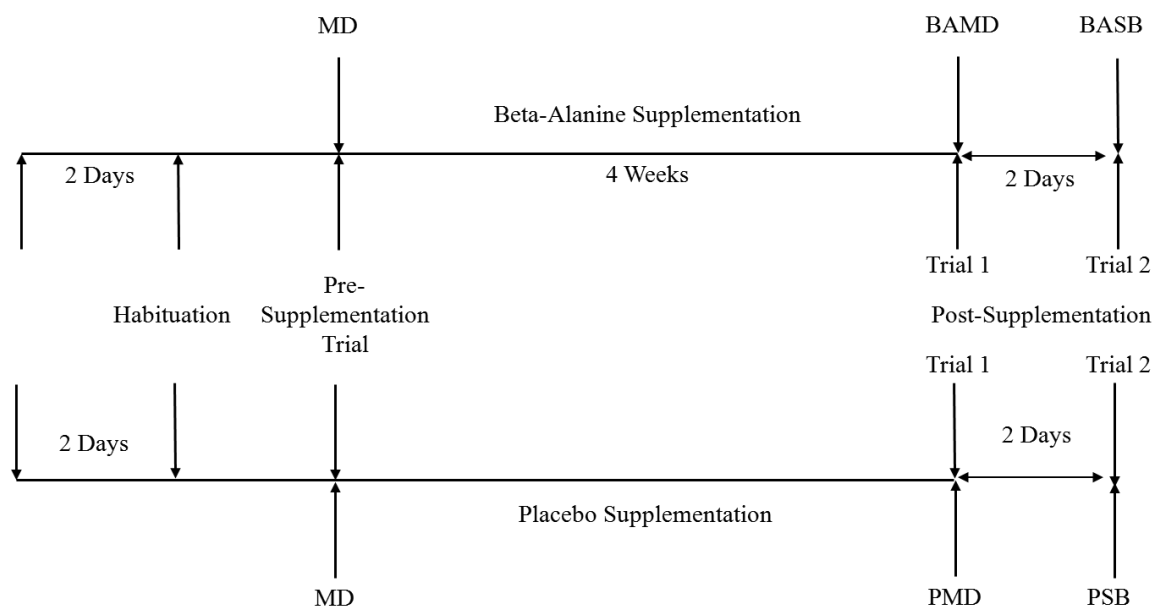 MD
BAMD
BASB
Beta-Alanine Supplementation
2 Days
4 Weeks
2 Days
Trial 1
Trial 2
Habituation
Pre-
Supplementation
Trial
Post-Supplementation
Trial 1
Trial 2
2 Days
2 Days
Placebo Supplementation
MD
PMD
PSB